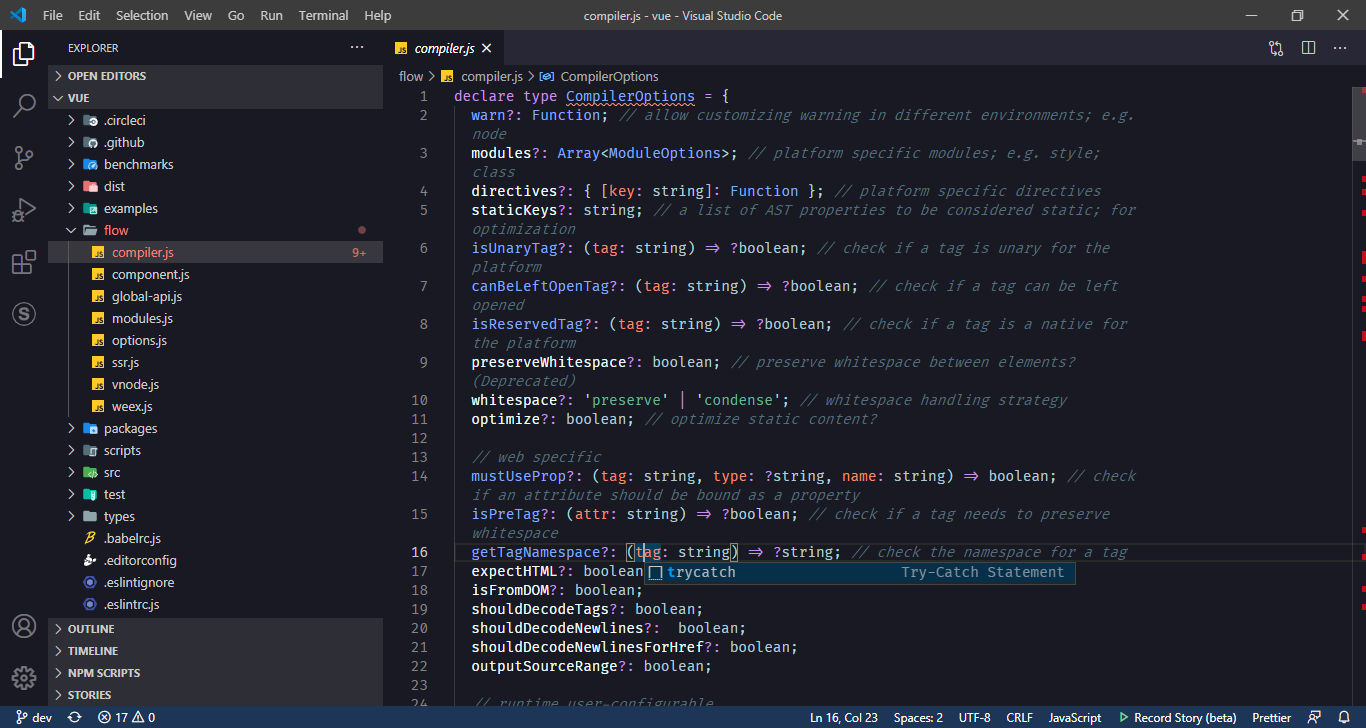 File Edit Selection View Go Run Terminal Help compiler.js - vue - Visual Studio Code
EXPLORER
OPEN EDITORS
VUE
.circleci
.github
benchmarks
dist
examples
flow
compiler.js 9+
component.js
global-api.js
modules.js
options.js
ssr.js
vnode.js
weex.js
packages
scripts
src
test
types
.babelrc.js
.editorconfig
.eslintignore
.eslintrc.js
OUTLINE
TIMELINE
NPM SCRIPTS
STORIES
JS compiler.js
flow > JS compiler.js > CompilerOptions
1 declare type CompilerOptions = {
2 warn?: Function; // allow customizing warning in different environments; e.g.
node
3 modules?: Array<ModuleOptions>; // platform specific modules; e.g. style;
class
4 directives?: { [key: string]: Function }; // platform specific directives
5 staticKeys?: string; // a list of AST properties to be considered static; for
optimization
6 isUnaryTag?: (tag: string) => ?boolean; // check if a tag is unary for the
platform
7 canBeLeftOpenTag?: (tag: string) => ?boolean; // check if a tag can be left
opened
8 isReservedTag?: (tag: string) => ?boolean; // check if a tag is a native for
the platform
9 preserveWhitespace?: boolean; // preserve whitespace between elements?
(Deprecated)
10 whitespace?: 'preserve' | 'condense'; // whitespace handling strategy
11 optimize?: boolean; // optimize static content?
12
13 // web specific
14 mustUseProp?: (tag: string, type: ?string, name: string) => boolean; // check
if an attribute should be bound as a property
15 isPreTag?: (attr: string) => ?boolean; // check if a tag needs to preserve
whitespace
16 getTagNamespace?: (tag: string) => ?string; // check the namespace for a tag
17 expectHTML?: boolean
trycatch Try-Catch Statement
18 isFromDOM?: boolean;
19 shouldDecodeTags?: boolean;
20 shouldDecodeNewlines?:  boolean;
21 shouldDecodeNewlinesForHref?: boolean;
22 outputSourceRange?: boolean;
23
24 // runtime user-configurable
dev 17 0 Ln 16, Col 23 Spaces: 2 UTF-8 CRLF JavaScript Record Story (beta) Prettier